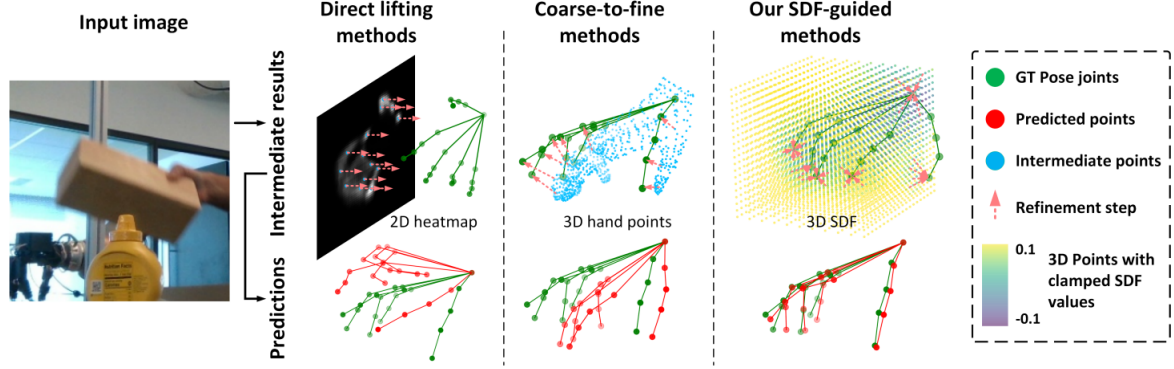 Input image
Direct lifting
methods
Coarse-to-fine
methods
Our SDF-guided
methods
Intermediate results
2D heatmap
3D hand points
3D SDF
Predictions
GT Pose joints
Predicted points
Intermediate points
Refinement step
0.1
3D Points with
clamped SDF
values
-0.1